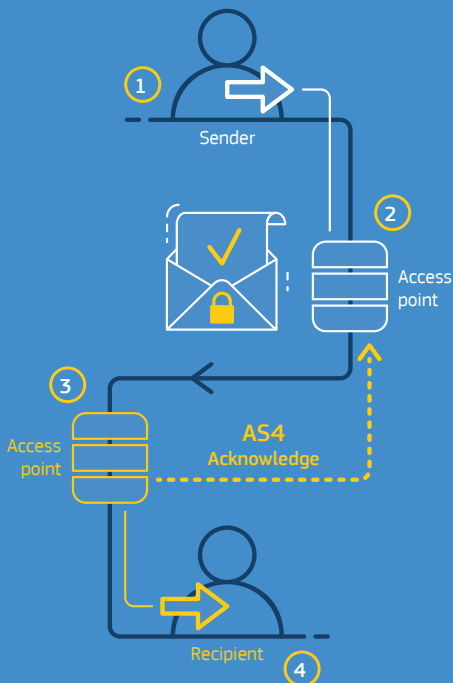 1
Sender
2
Access
point
3
Access
point
AS4
Acknowledge
Recipient
4